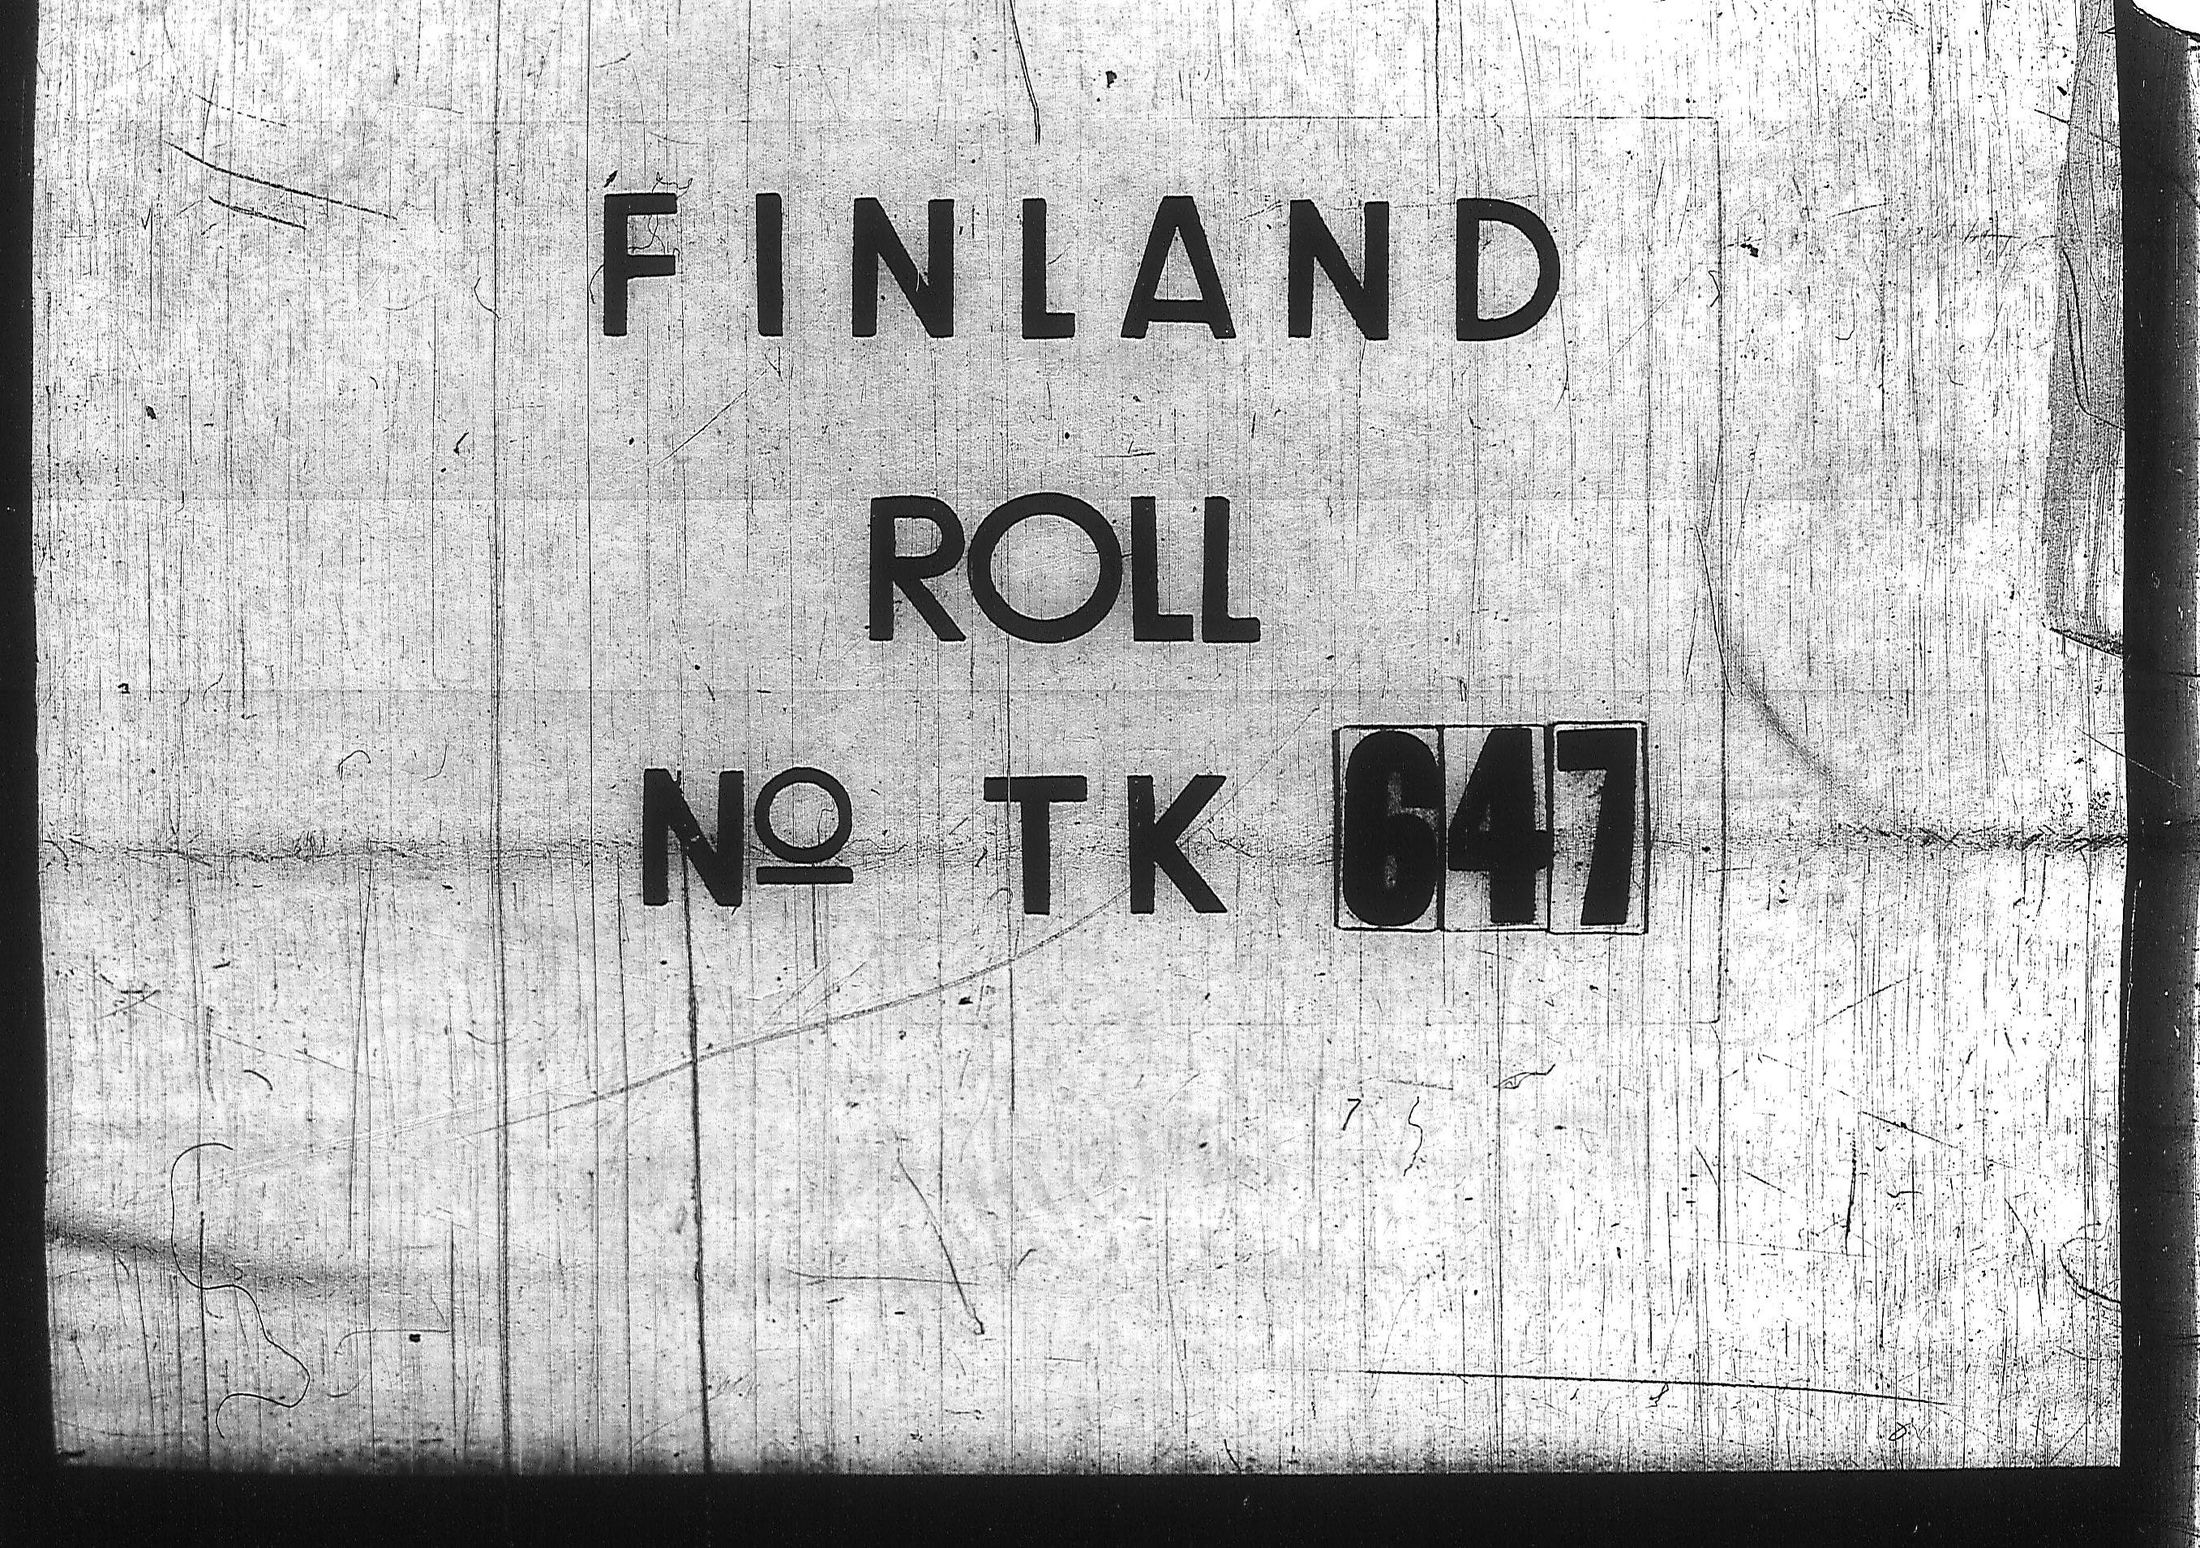 FINLAND
ROLL
Nº TK 647